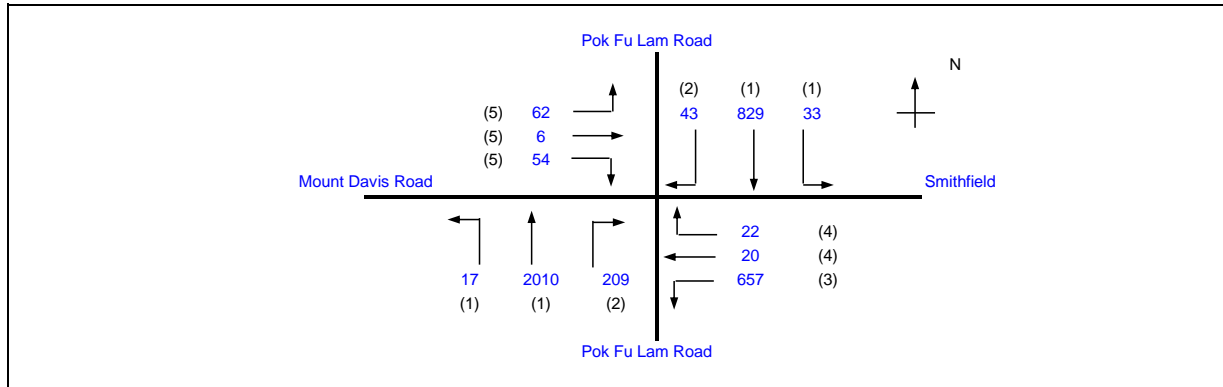 Pok Fu Lam Road
N
(2) (1) (1)
(5) 62 43 829 33
(5) 6
(5) 54
Mount Davis Road Smithfield
22 (4)
20 (4)
17 2010 209 657 (3)
(1) (1) (2)
Pok Fu Lam Road